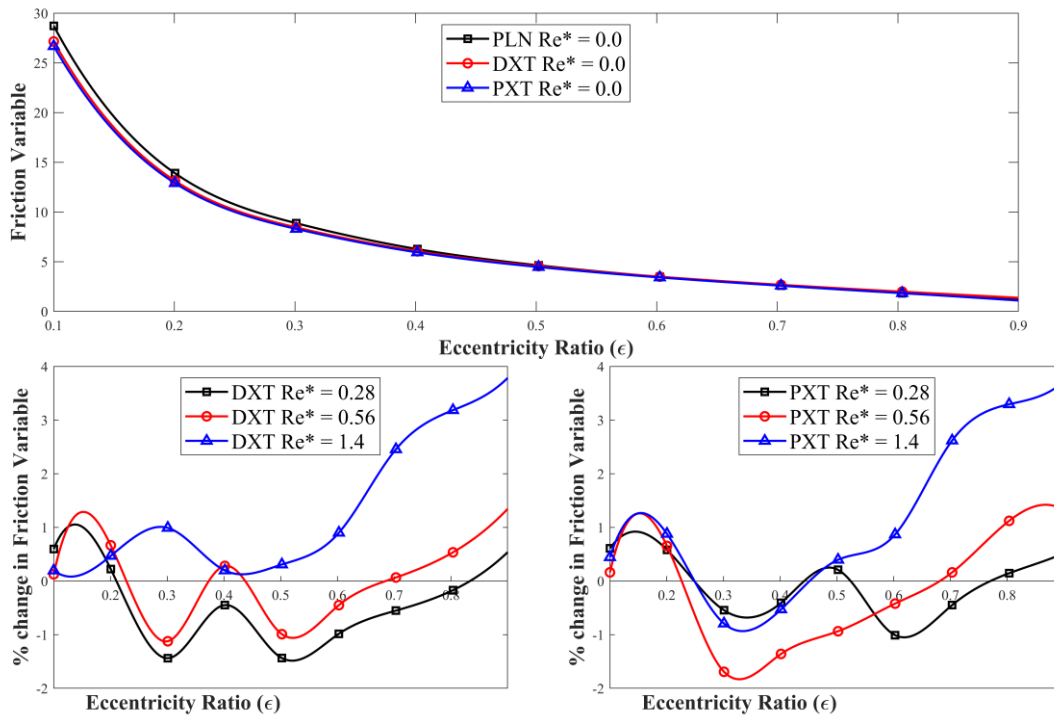 30
25
20
15
10
5
0
Friction Variable
PLN Re* = 0.0
DXT Re* = 0.0
PXT Re* = 0.0
0.1 0.2 0.3 0.4 0.5 0.6 0.7 0.8 0.9
Eccentricity Ratio (ϵ)
4
3
2
1
0
-1
-2
% change in Friction Variable
DXT Re* = 0.28
DXT Re* = 0.56
DXT Re* = 1.4
0.2 0.3 0.4 0.5 0.6 0.7 0.8
Eccentricity Ratio (ϵ)
4
3
2
1
0
-1
-2
% change in Friction Variable
PXT Re* = 0.28
PXT Re* = 0.56
PXT Re* = 1.4
0.2 0.3 0.4 0.5 0.6 0.7 0.8
Eccentricity Ratio (ϵ)